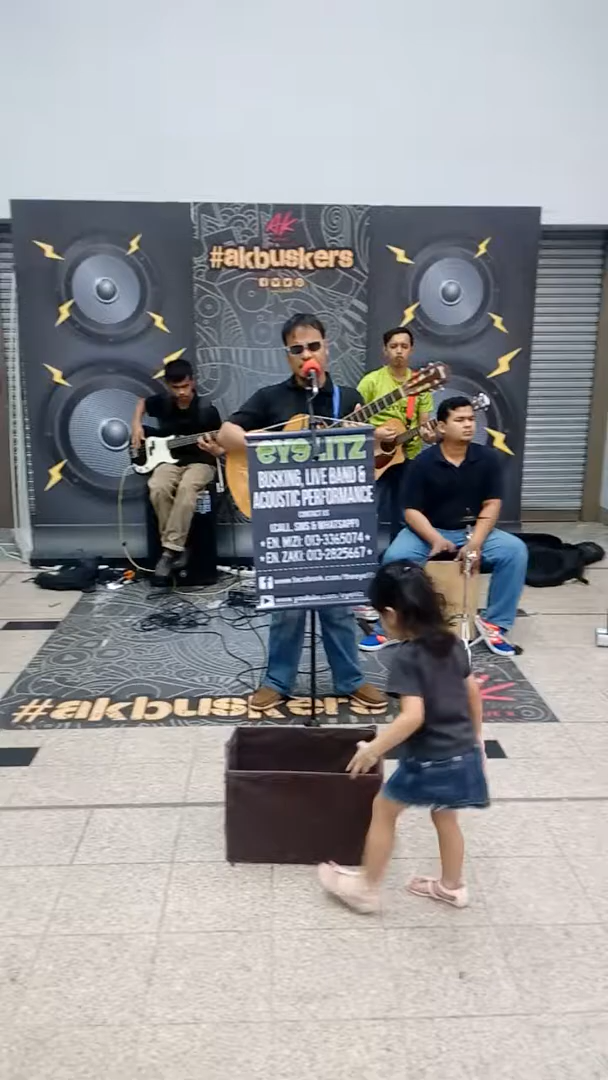 AK
#akbuskers
BUSKING, LIVE BAND &
ACOUSTIC PERFORMANCE
CONTACT US
(CALL, SMS & WHATSAPP)
* EN. MIZI: 013-3365074 *
* EN. ZAKI: 013-2825667 *
#akbuskers